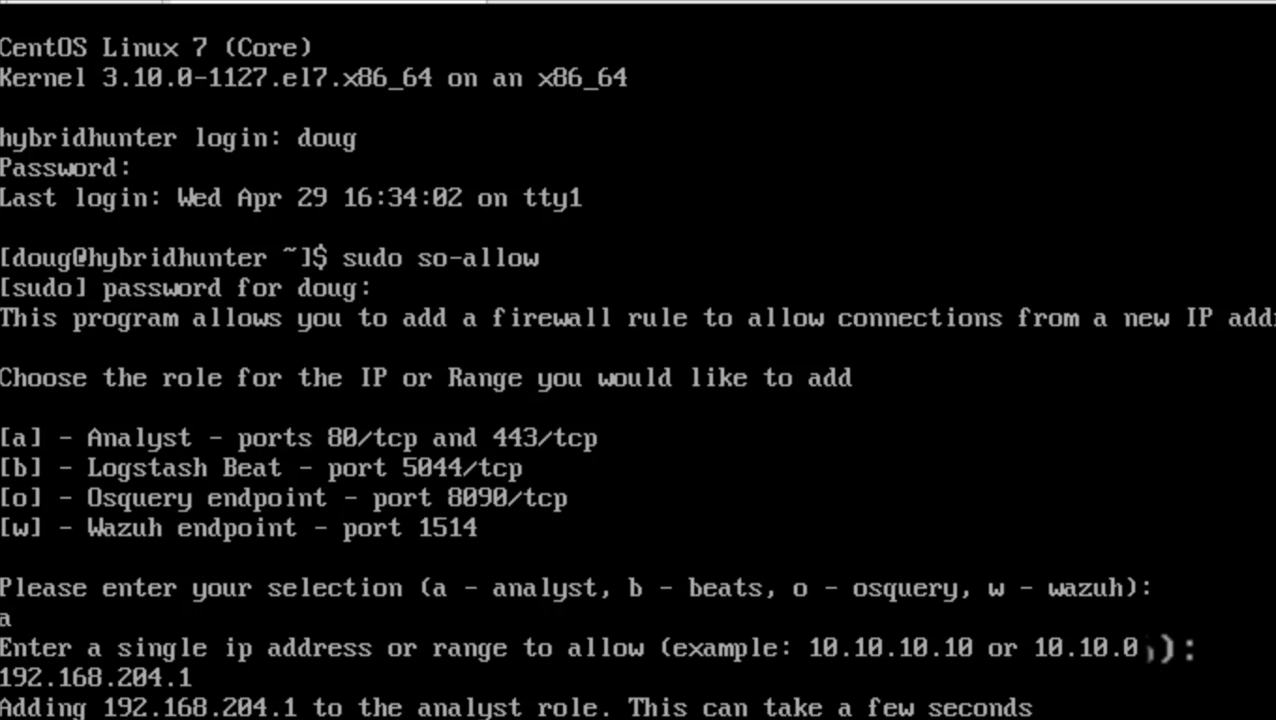 CentOS Linux 7 (Core)
Kernel 3.10.0-1127.el7.x86_64 on an x86_64
hybridhunter login: doug
Password:
Last login: Wed Apr 29 16:34:02 on tty1
[doug@hybridhunter ~]$ sudo so-allow
[sudo] password for doug:
This program allows you to add a firewall rule to allow connections from a new IP
Choose the role for the IP or Range you would like to add
[a] - Analyst - ports 80/tcp and 443/tcp
[b] - Logstash Beat - port 5044/tcp
[o] - Osquery endpoint - port 8090/tcp
[w] - Wazuh endpoint - port 1514
Please enter your selection (a - analyst, b - beats, o - osquery, w - wazuh):
a
Enter a single ip address or range to allow (example: 10.10.10.10 or 10.10.0 ):
192.168.204.1
Adding 192.168.204.1 to the analyst role. This can take a few seconds